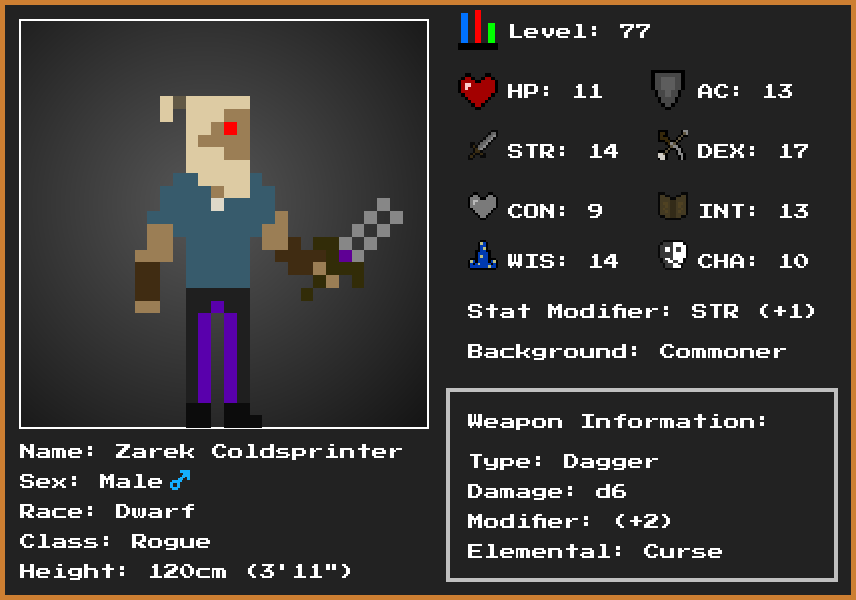 Level: 77
HP: 11 AC: 13
STR: 14 DEX: 17
CON: 9 INT: 13
WIS: 14 CHA: 10
Stat Modifier: STR (+1)
Background: Commoner
Weapon Information:
Type: Dagger
Damage: d6
Modifier: (+2)
Elemental: Curse
Name: Zarek Coldsprinter
Sex: Male ♂
Race: Dwarf
Class: Rogue
Height: 120cm (3'11")